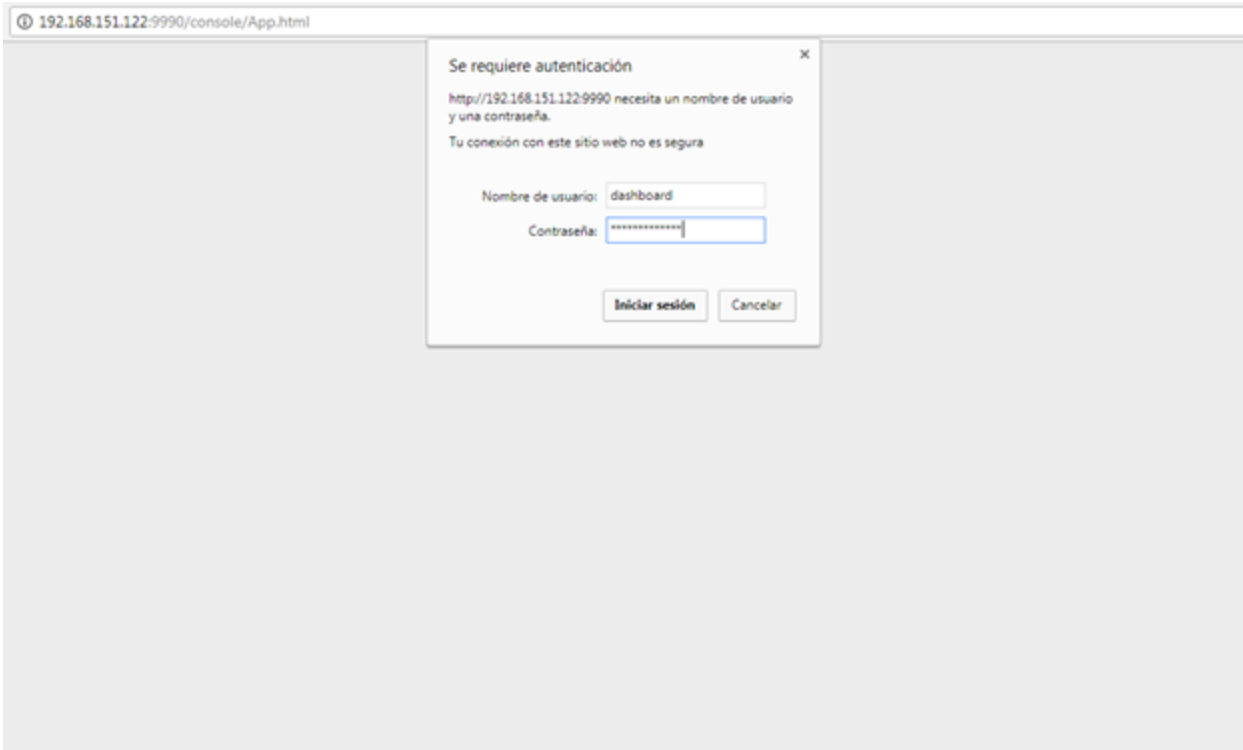 192.168.151.122:9990/console/App.html
Se requiere autenticación
http://192.168.151.122:9990 necesita un nombre de usuario
y una contraseña.
Tu conexión con este sitio web no es segura
Nombre de usuario: dashboard
Contraseña: *************
Iniciar sesión Cancelar